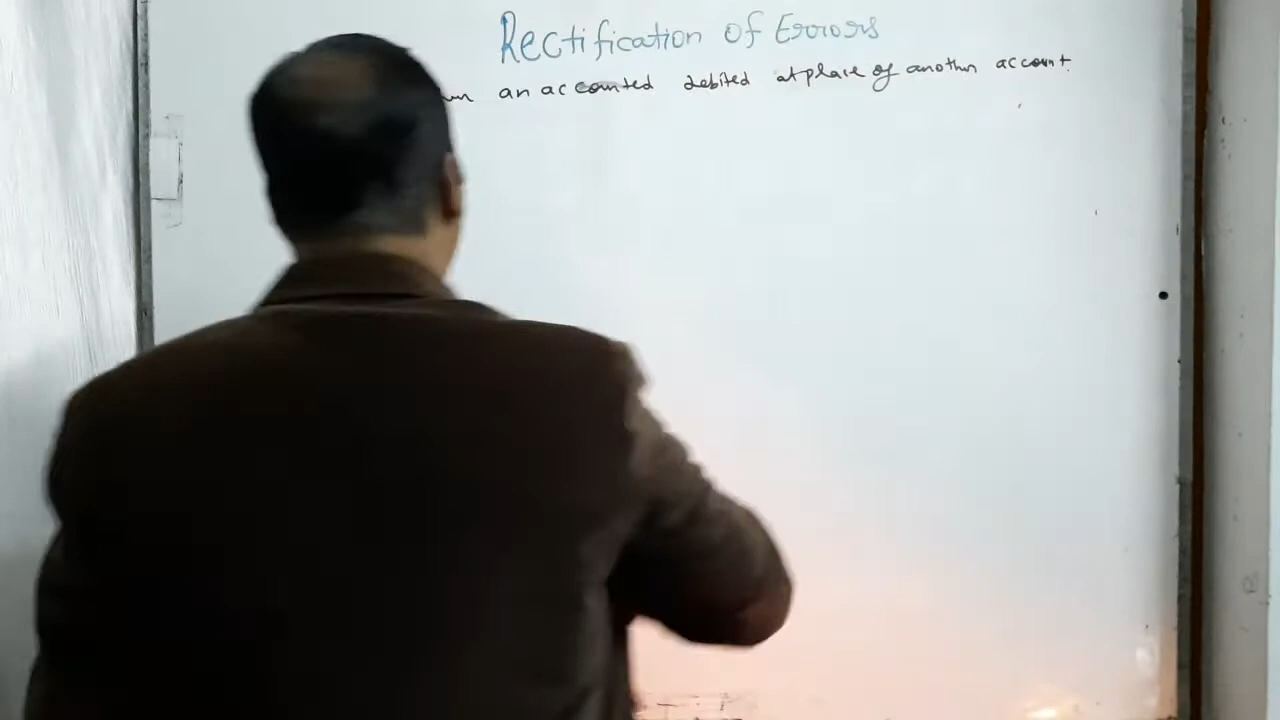 Rectification of Errors
an accounted debited at place of another account.